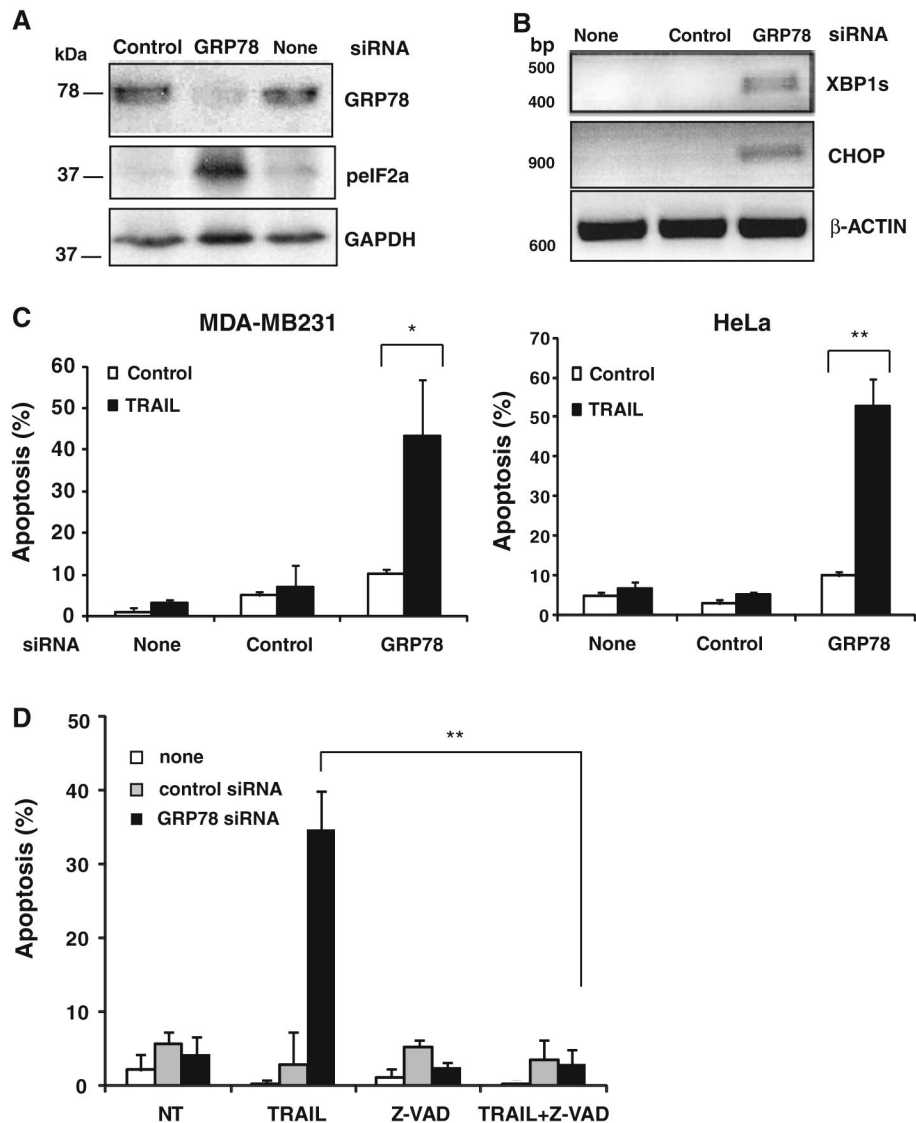 A
kDa Control GRP78 None siRNA
78 GRP78
37 peIF2a
37 GAPDH
B
bp None Control GRP78 siRNA
500
400 XBP1s
900 CHOP
600 β-ACTIN
C
MDA-MB231
*
Control
TRAIL
Apoptosis (%)
60
50
40
30
20
10
0
siRNA None Control GRP78
HeLa
**
Control
TRAIL
Apoptosis (%)
70
60
50
40
30
20
10
0
None Control GRP78
D
**
none
control siRNA
GRP78 siRNA
Apoptosis (%)
50
40
30
20
10
0
NT TRAIL Z-VAD TRAIL+Z-VAD